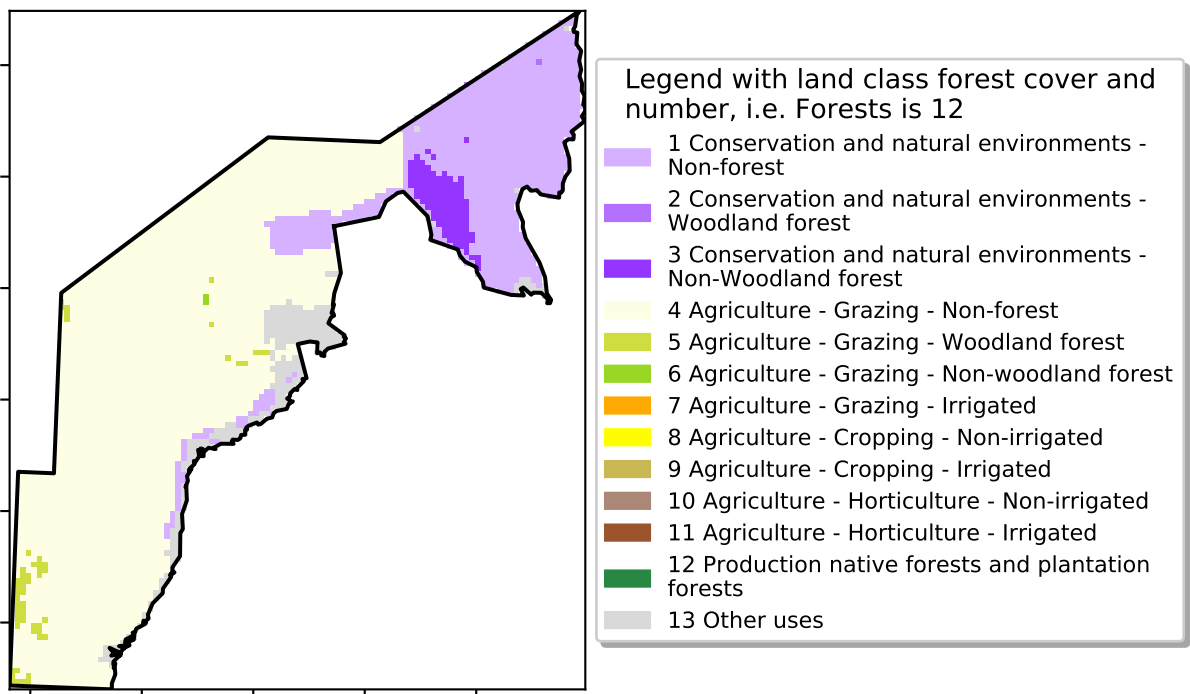 Legend with land class forest cover and
number, i.e. Forests is 12
1 Conservation and natural environments -
Non-forest
2 Conservation and natural environments -
Woodland forest
3 Conservation and natural environments -
Non-Woodland forest
4 Agriculture - Grazing - Non-forest
5 Agriculture - Grazing - Woodland forest
6 Agriculture - Grazing - Non-woodland forest
7 Agriculture - Grazing - Irrigated
8 Agriculture - Cropping - Non-irrigated
9 Agriculture - Cropping - Irrigated
10 Agriculture - Horticulture - Non-irrigated
11 Agriculture - Horticulture - Irrigated
12 Production native forests and plantation
forests
13 Other uses